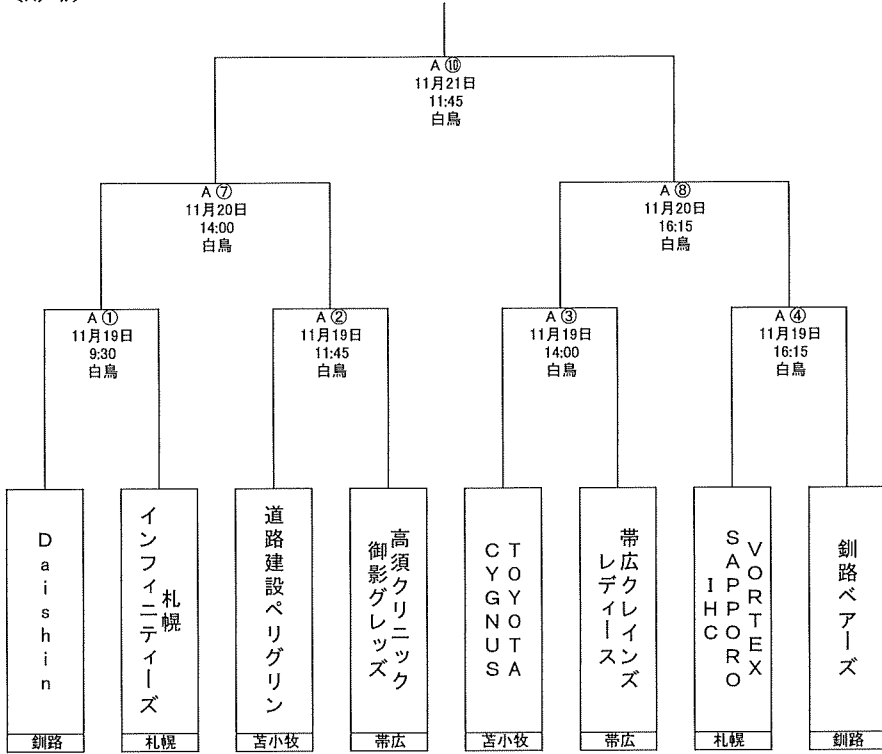 A⑩
11月21日
11:45
白鳥
A⑦
11月20日
14:00
白鳥
A⑧
11月20日
16:15
白鳥
A①
11月19日
9:30
白鳥
A②
11月19日
11:45
白鳥
A③
11月19日
14:00
白鳥
A④
11月19日
16:15
白鳥
Daishin
釧路
札幌
インフィニティーズ
札幌
道路建設ペリグリン
苫小牧
高須クリニック
御影グレッズ
帯広
TOYOTA
CYGNUS
苫小牧
帯広クレインズ
レディース
帯広
VORTEX
SAPPORO
IHC
札幌
釧路ベアーズ
釧路